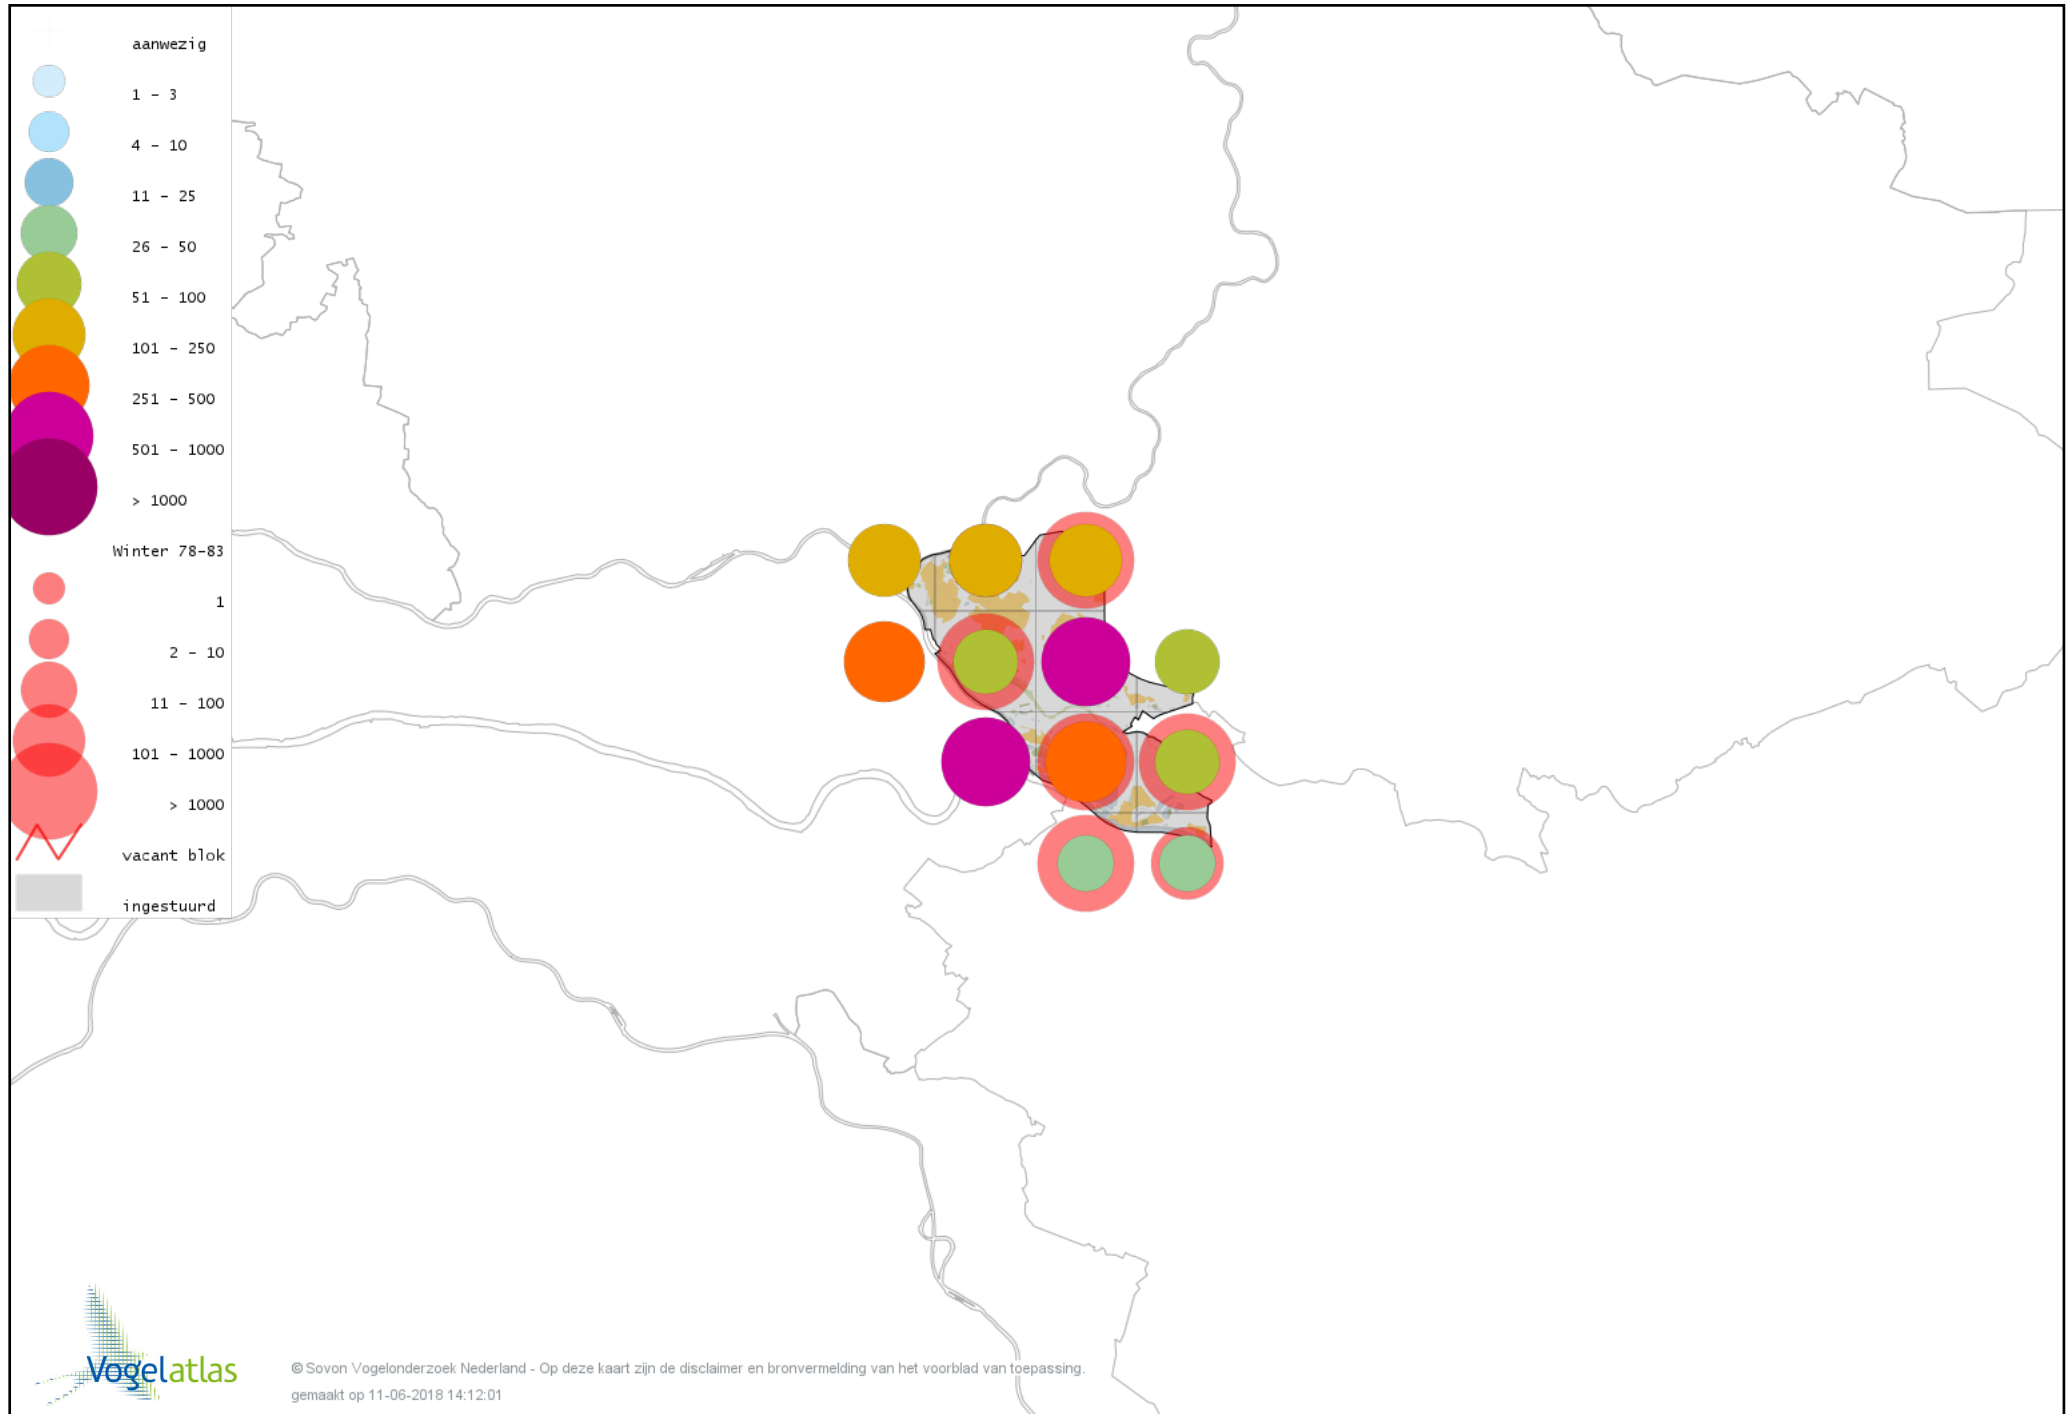 aanwezig
1 - 3
4 - 10
11 - 25
26 - 50
51 - 100
101 - 250
251 - 500
501 - 1000
> 1000
Winter 78-83
1
2 - 10
11 - 100
101 - 1000
> 1000
vacant blok
ingestuurd
Vogelatlas
© Sovon Vogelonderzoek Nederland - Op deze kaart zijn de disclaimer en bronvermelding van het voorblad van toepassing.
gemaakt op 11-06-2018 14:12:01